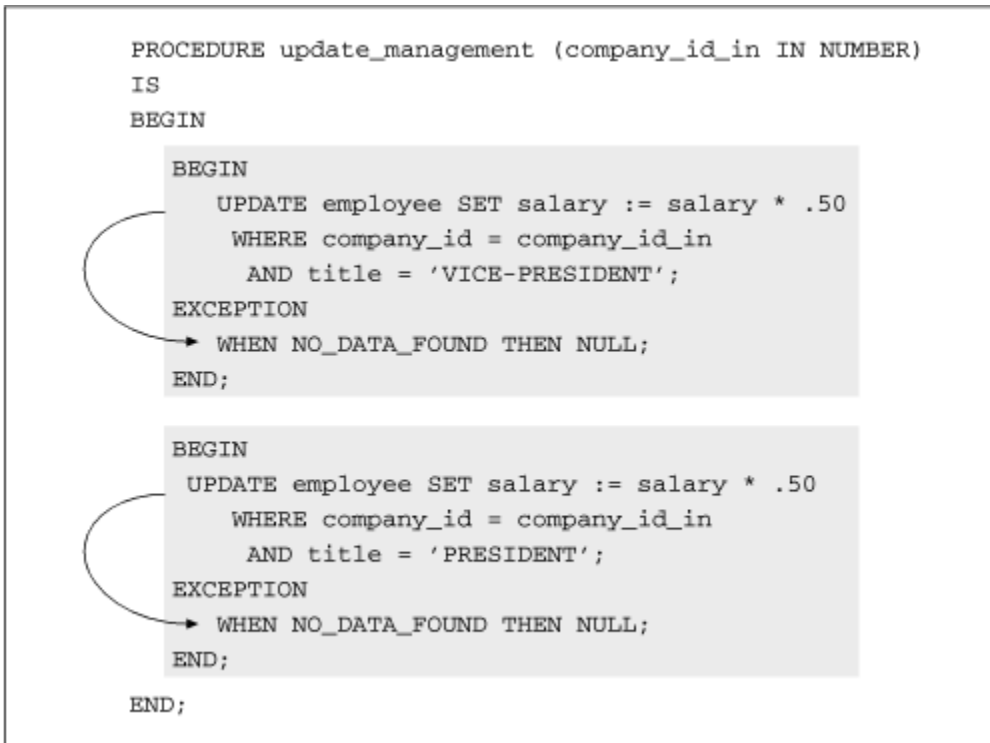 PROCEDURE update_management (company_id_in IN NUMBER)
IS
BEGIN
BEGIN
UPDATE employee SET salary := salary * .50
WHERE company_id = company_id_in
AND title = ′VICE-PRESIDENT′;
EXCEPTION
WHEN NO_DATA_FOUND THEN NULL;
END;
BEGIN
UPDATE employee SET salary := salary * .50
WHERE company_id = company_id_in
AND title = ′PRESIDENT′;
EXCEPTION
WHEN NO_DATA_FOUND THEN NULL;
END;
END;